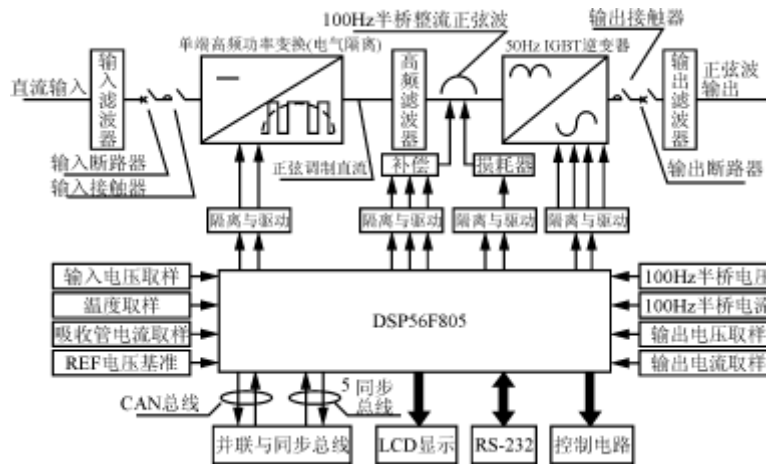 100Hz半桥整流正弦波
输出接触器
单端高频功率变换(电气隔离)
50Hz IGBT逆变器
直流输入
输入滤波器
高频滤波器
输出滤波器
正弦波
输出
输入断路器
输入接触器
正弦调制直流
补偿
损耗器
输出断路器
隔离与驱动
隔离与驱动
隔离与驱动
隔离与驱动
输入电压取样
温度取样
吸收管电流取样
REF电压基准
DSP56F805
100Hz半桥电压
100Hz半桥电流
输出电压取样
输出电流取样
CAN总线
5
同步
总线
并联与同步总线
LCD显示
RS-232
控制电路